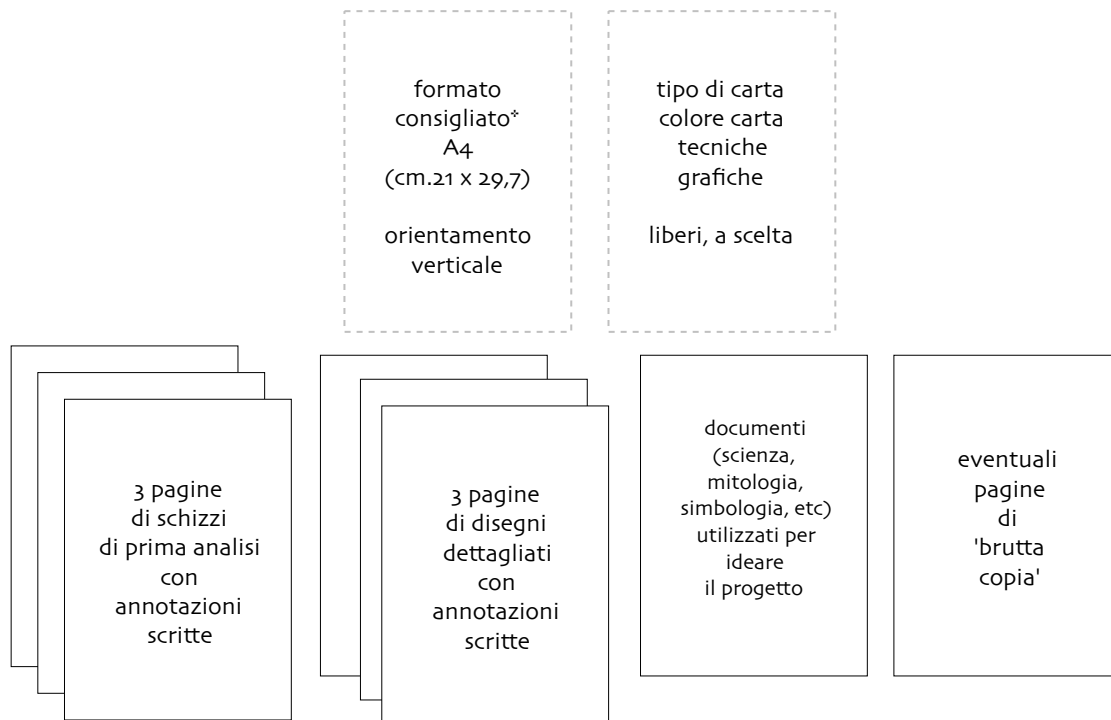 formato
consigliato*
A4
(cm.21 x 29,7)
orientamento
verticale
tipo di carta
colore carta
tecniche
grafiche
liberi, a scelta
3 pagine
di schizzi
di prima analisi
con
annotazioni
scritte
3 pagine
di disegni
dettagliati
con
annotazioni
scritte
documenti
(scienza,
mitologia,
simbologia, etc)
utilizzati per
ideare
il progetto
eventuali
pagine
di
'brutta
copia'